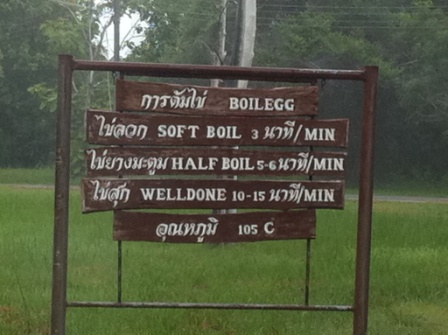 การต้มไข่ BOILEGG
ไข่ลวก SOFT BOIL 3 นาที/MIN
ไข่ยางมะตูม HALF BOIL 5-6 นาที/MIN
ไข่สุก WELLDONE 10-15 นาที/MIN
อุณหภูมิ 105 C